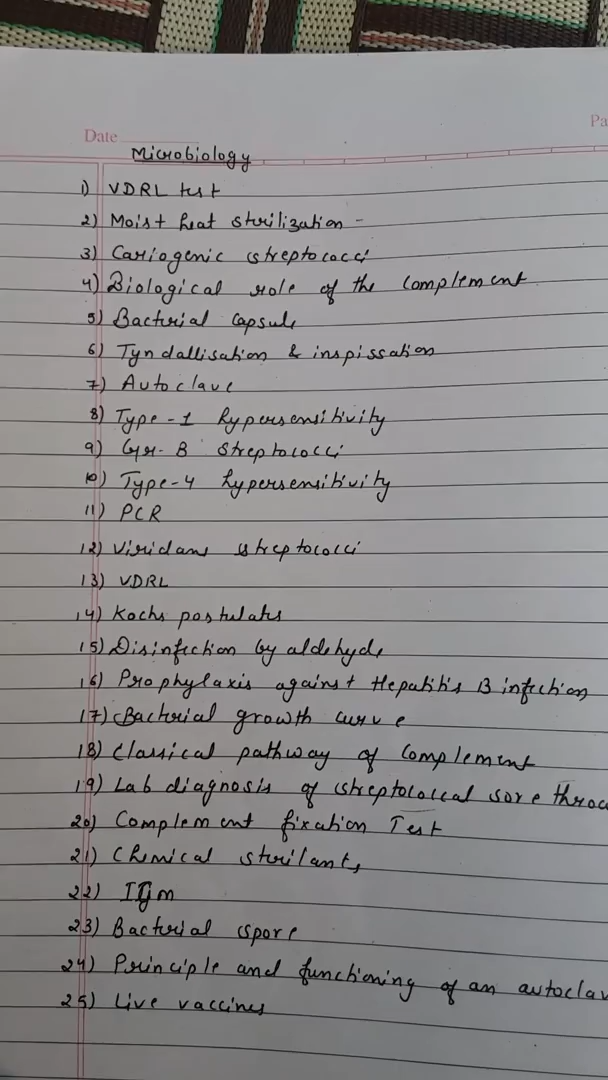 Pa
Date
Microbiology
1) VDRL test
2) Moist heat sterilization -
3) Cariogenic streptococci
4) Biological role of the complement
5) Bacterial capsule
6) Tyndallisation & inspissation
7) Autoclave
8) Type-1 hypersensitivity
9) Gr-B streptococci
10) Type-4 hypersensitivity
11) PCR
12) Viridans streptococci
13) VDRL
14) Kochs postulates
15) Disinfection by aldehyde
16) Prophylaxis against Hepatitis B infection
17) Bacterial growth curve
18) Classical pathway of complement
19) Lab diagnosis of streptococcal sore throa
20) Complement fixation Test
21) Chemical sterilants
22) IgM
23) Bacterial spore
24) Principle and functioning of an autoclav
25) Live vaccines